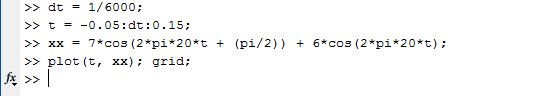 >> dt = 1/6000;
>> t = -0.05:dt:0.15;
>> xx = 7*cos(2*pi*20*t + (pi/2)) + 6*cos(2*pi*20*t);
>> plot(t, xx); grid;
fx >>